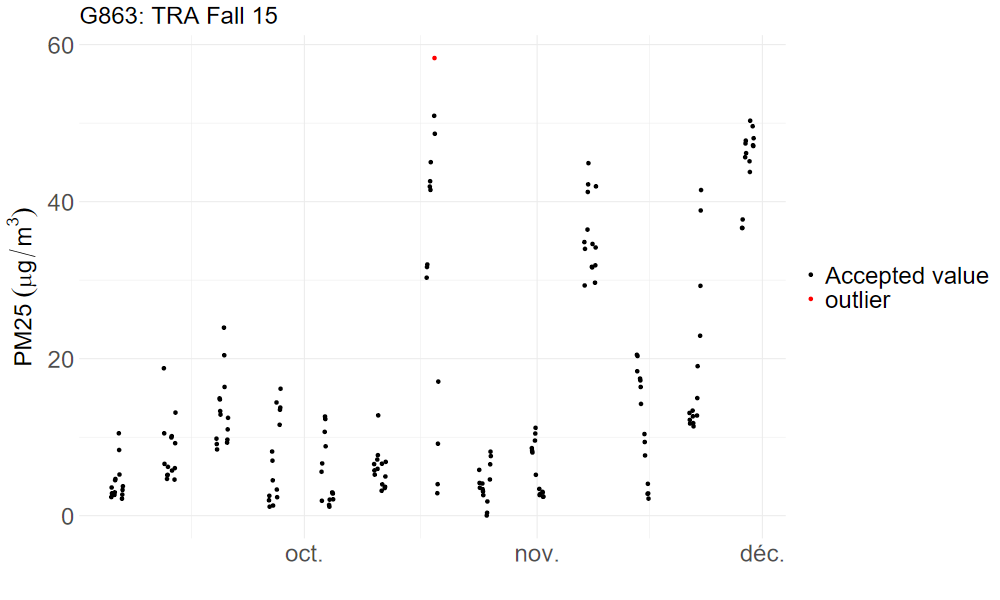 G863: TRA Fall 15
PM25 (μg/m³)
60
40
20
0
oct. nov. déc.
Accepted value
outlier